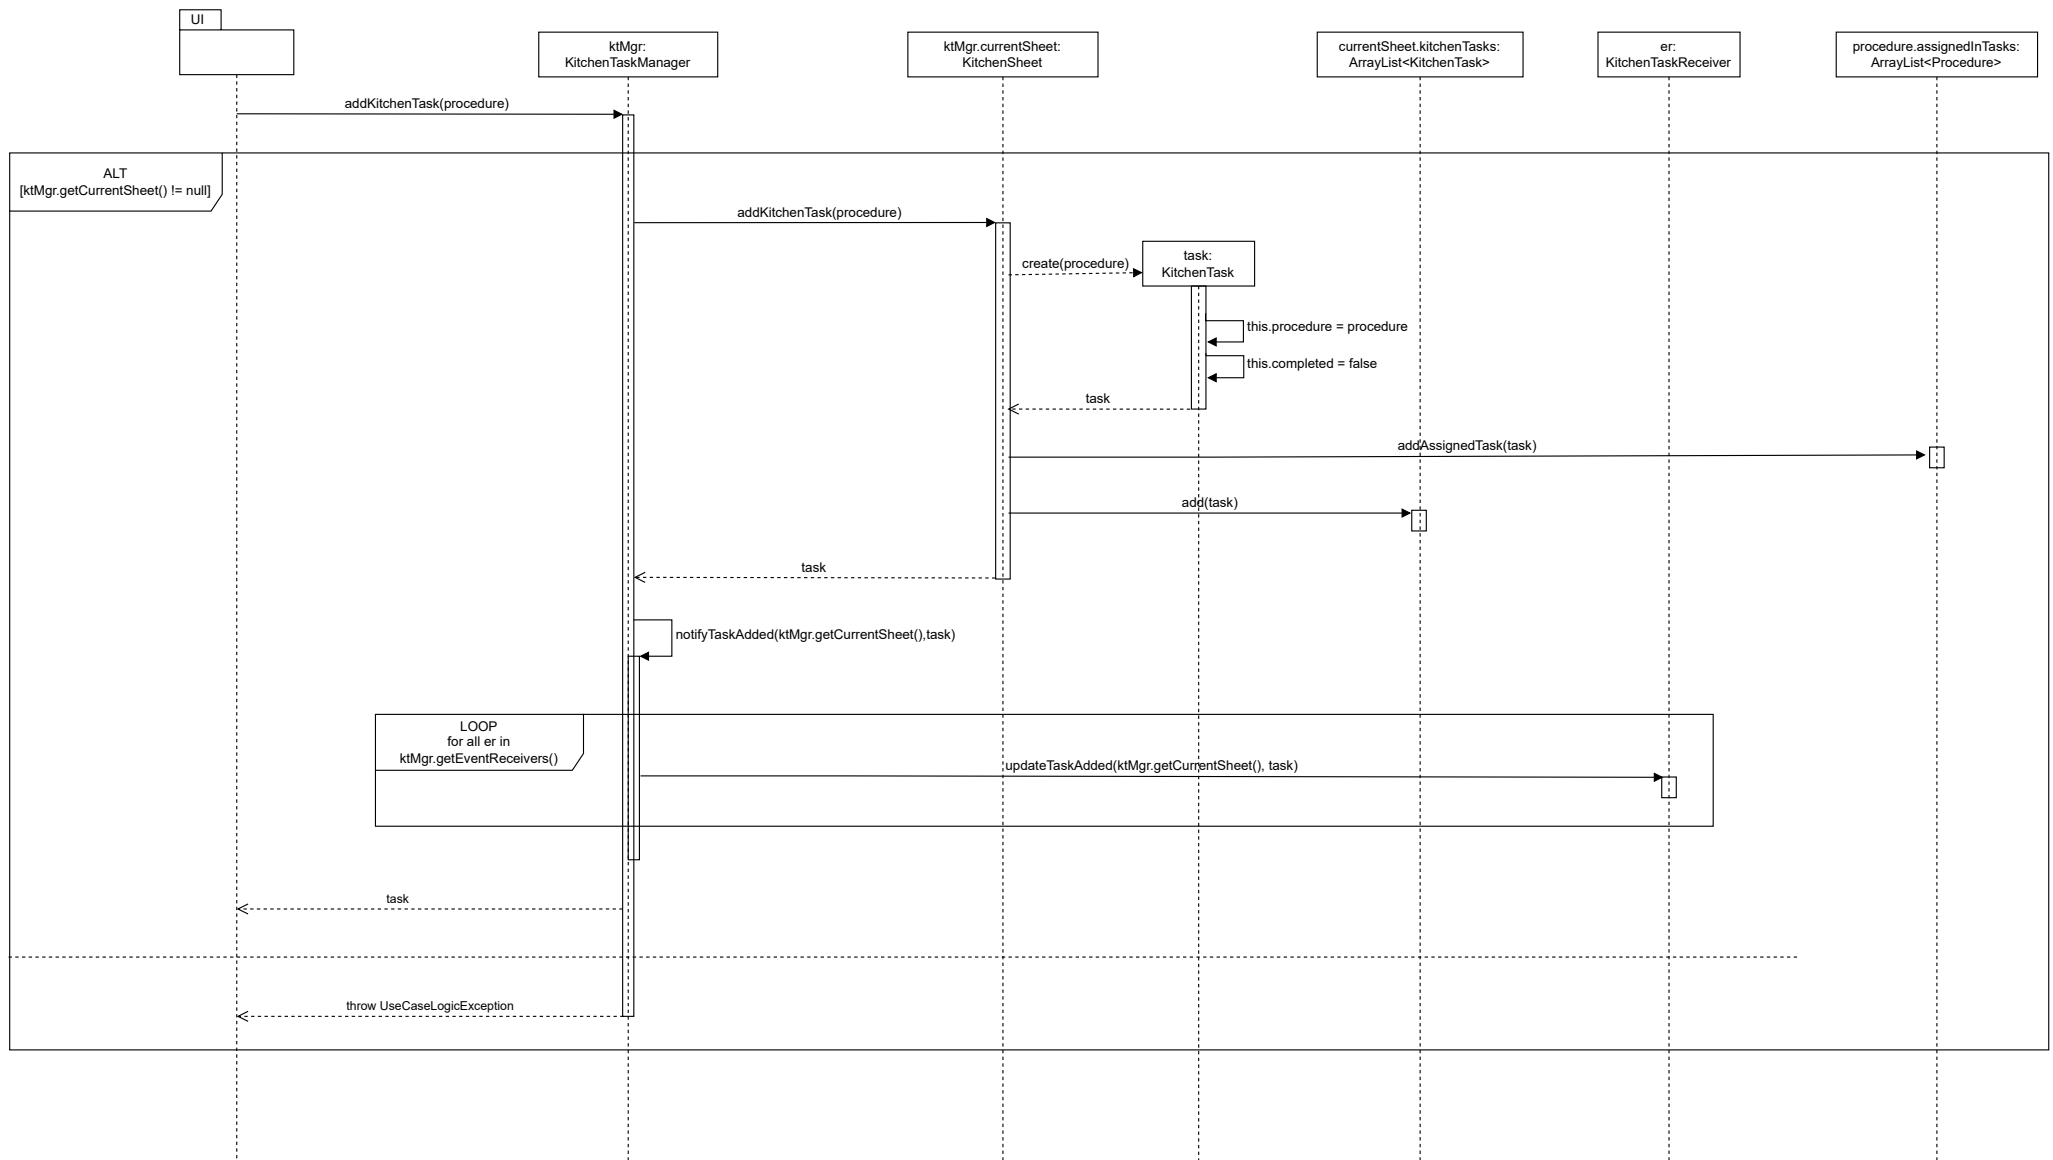 UI
ktMgr:
KitchenTaskManager
ktMgr.currentSheet:
KitchenSheet
currentSheet.kitchenTasks:
ArrayList<KitchenTask>
er:
KitchenTaskReceiver
procedure.assignedInTasks:
ArrayList<Procedure>
addKitchenTask(procedure)
ALT
[ktMgr.getCurrentSheet() != null]
addKitchenTask(procedure)
create(procedure)
task:
KitchenTask
this.procedure = procedure
this.completed = false
task
addAssignedTask(task)
add(task)
task
notifyTaskAdded(ktMgr.getCurrentSheet(),task)
LOOP
for all er in
ktMgr.getEventReceivers()
updateTaskAdded(ktMgr.getCurrentSheet(), task)
task
throw UseCaseLogicException